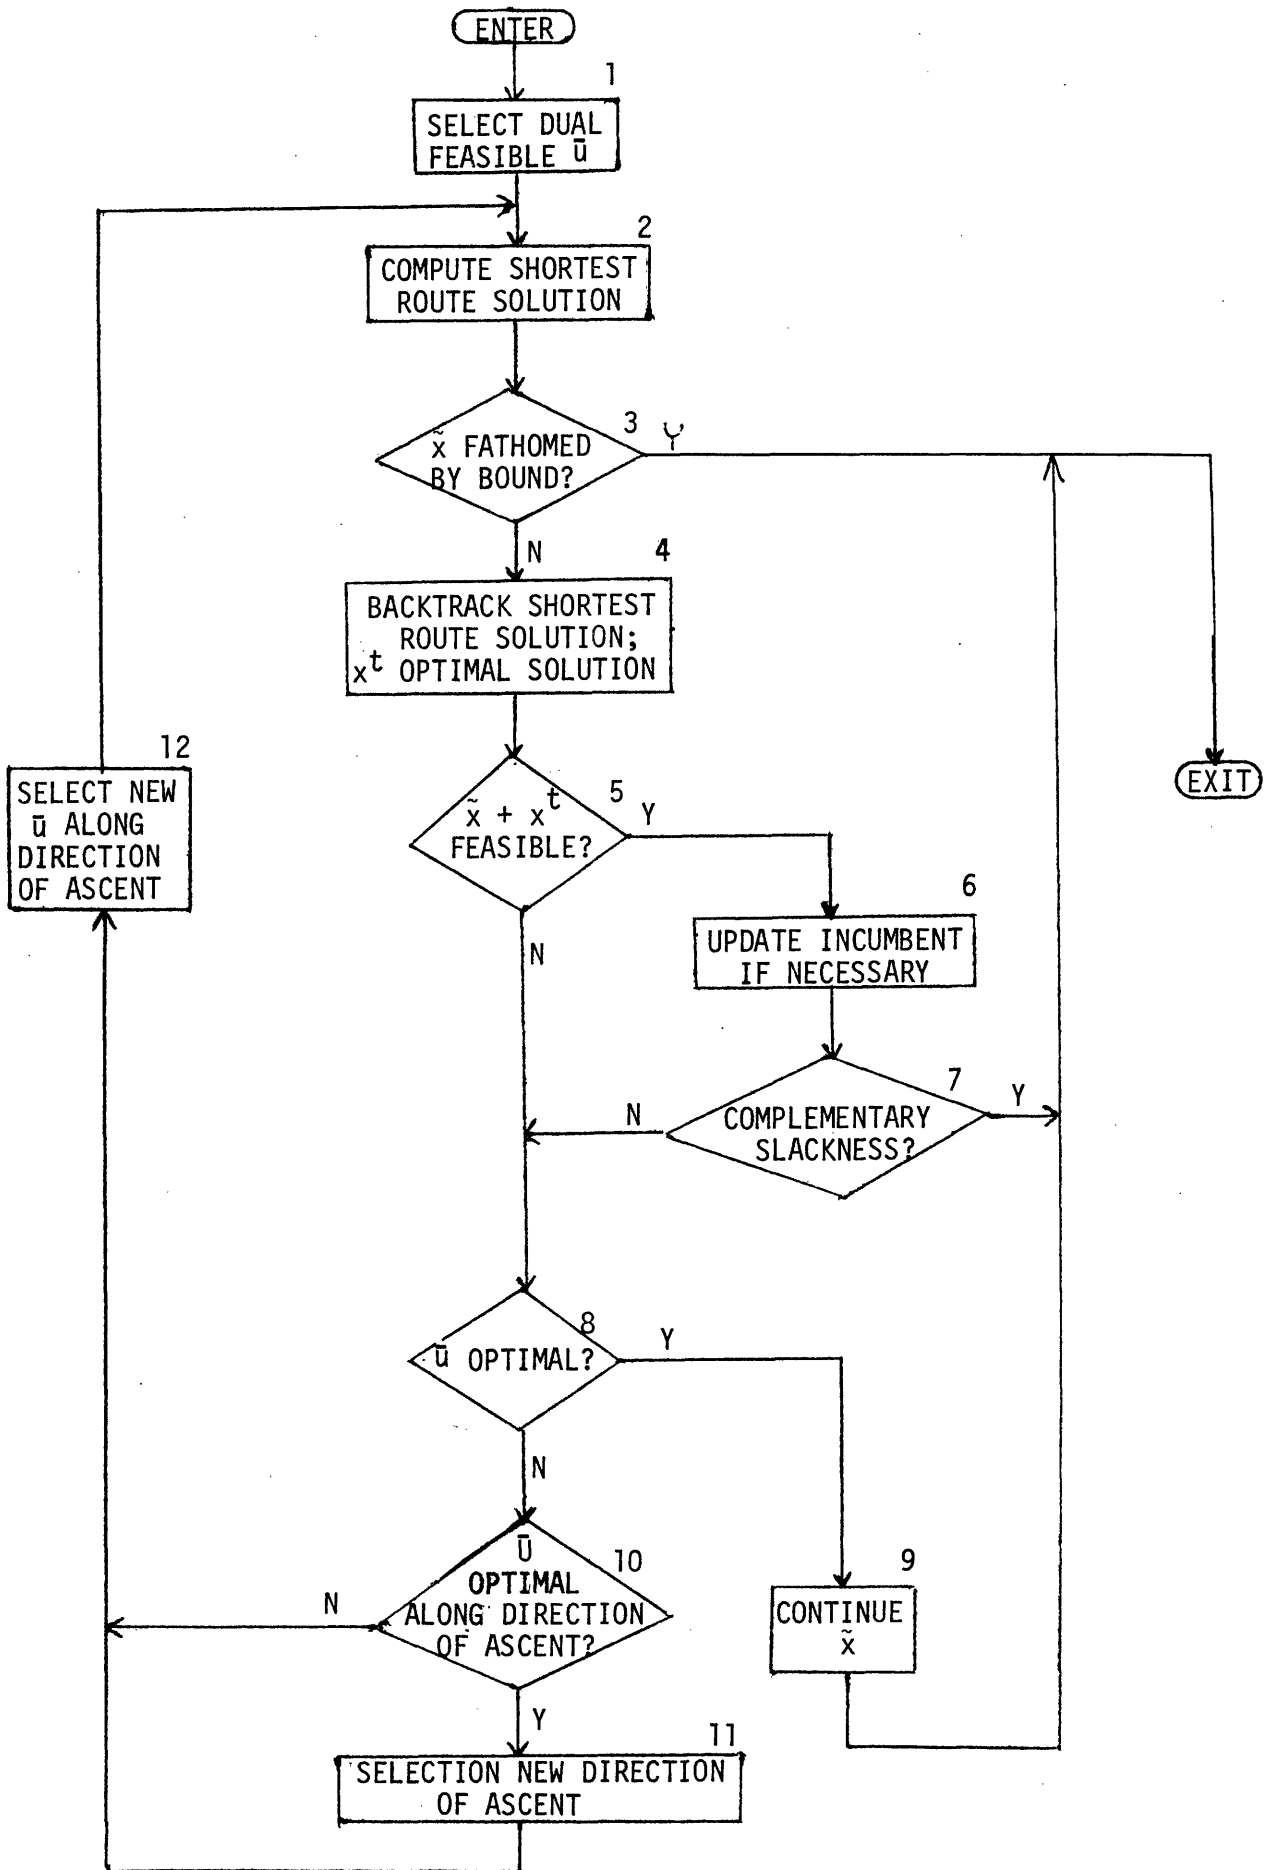 ENTER
1
SELECT DUAL
FEASIBLE ū
2
COMPUTE SHORTEST
ROUTE SOLUTION
3
Y
x̃ FATHOMED
BY BOUND?
N
4
BACKTRACK SHORTEST
ROUTE SOLUTION;
xᵗ OPTIMAL SOLUTION
12
SELECT NEW
ū ALONG
DIRECTION
OF ASCENT
EXIT
5
Y
x̃ + xᵗ
FEASIBLE?
N
6
UPDATE INCUMBENT
IF NECESSARY
7
Y
N
COMPLEMENTARY
SLACKNESS?
8
Y
ū OPTIMAL?
N
10
Ū
OPTIMAL
ALONG DIRECTION
OF ASCENT?
N
9
CONTINUE
x̃
Y
11
SELECTION NEW DIRECTION
OF ASCENT